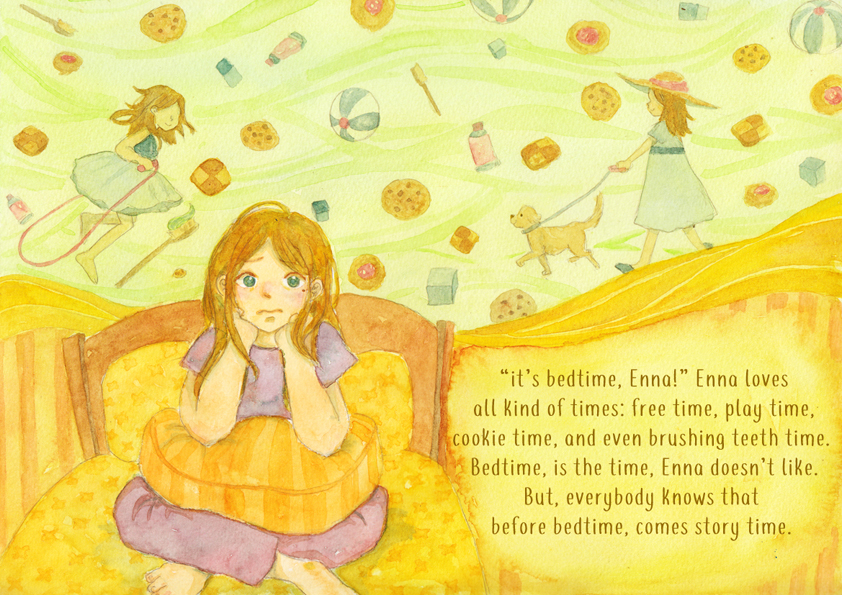 “it's bedtime, Enna!” Enna loves
all kind of times: free time, play time,
cookie time, and even brushing teeth time.
Bedtime, is the time, Enna doesn't like.
But, everybody knows that
before bedtime, comes story time.